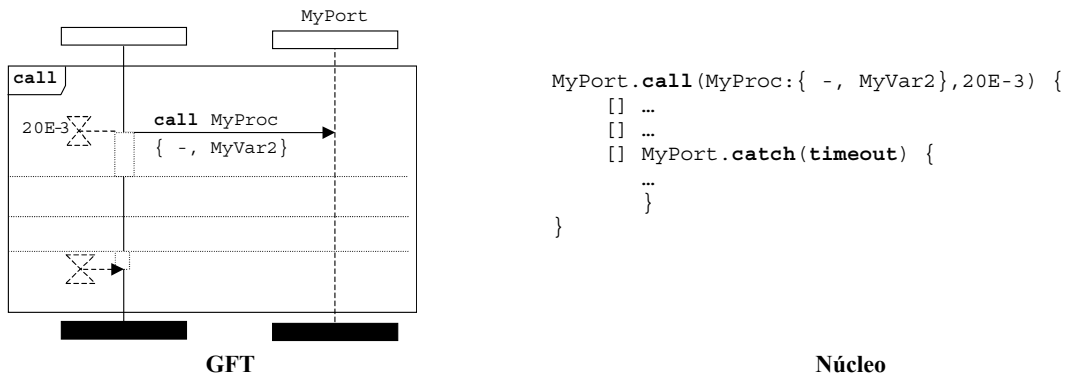 MyPort
call
20E-3
call MyProc
{ -, MyVar2}
GFT
MyPort.call(MyProc:{ -, MyVar2},20E-3) {
[] …
[] …
[] MyPort.catch(timeout) {
…
}
}
Núcleo